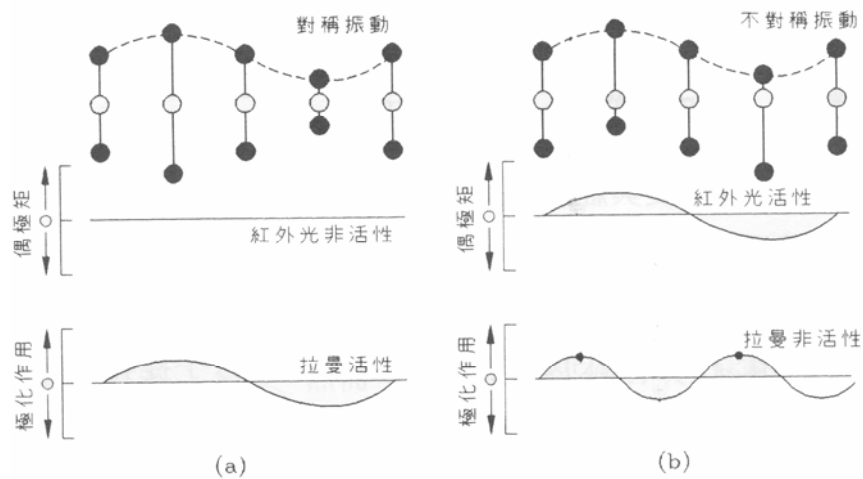 對稱振動
偶極矩
紅外光非活性
極化作用
拉曼活性
(a)
不對稱振動
偶極矩
紅外光活性
極化作用
拉曼非活性
(b)